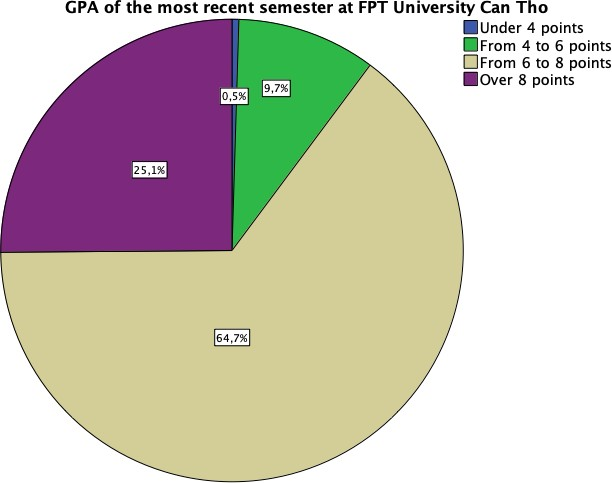 GPA of the most recent semester at FPT University Can Tho
Under 4 points
From 4 to 6 points
From 6 to 8 points
Over 8 points
0,5%
9,7%
25,1%
64,7%